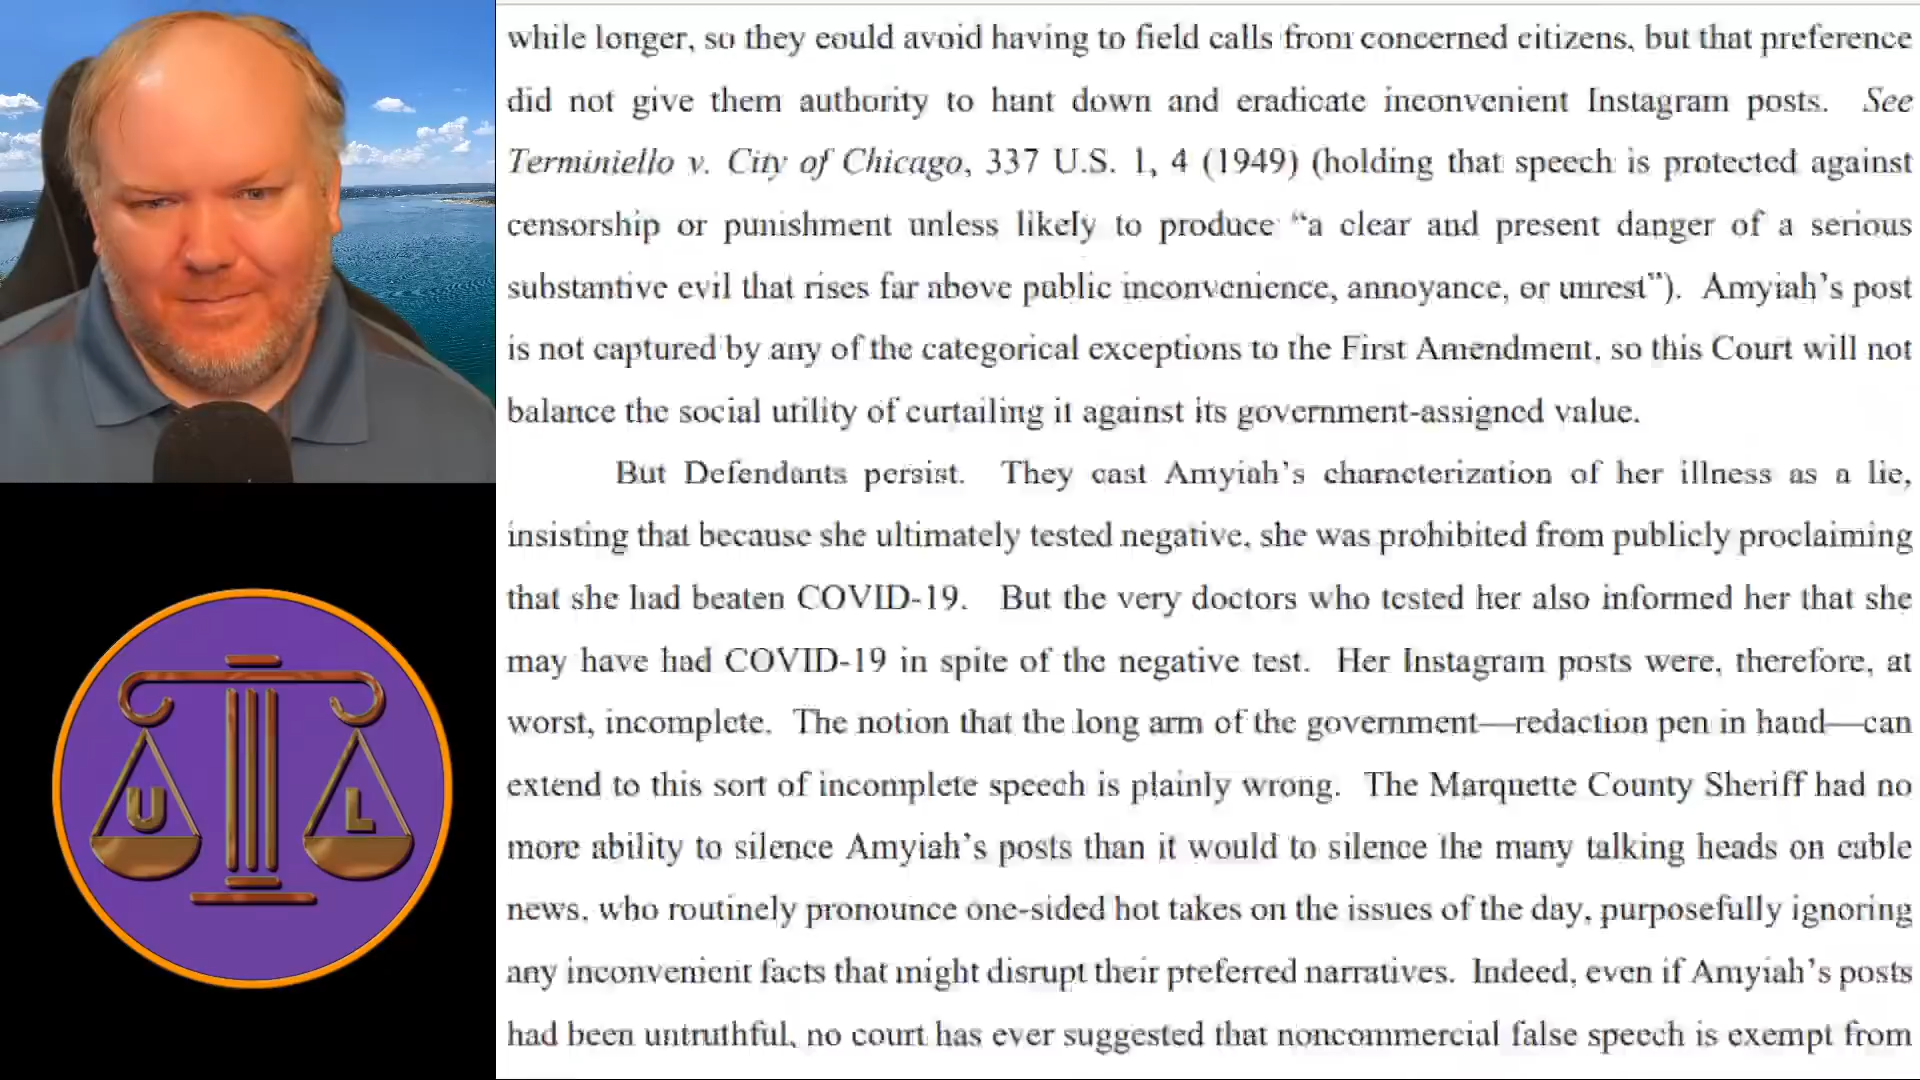 while longer, so they could avoid having to field calls from concerned citizens, but that preference
did not give them authority to hunt down and eradicate inconvenient Instagram posts. See
Terminiello v. City of Chicago, 337 U.S. 1, 4 (1949) (holding that speech is protected against
censorship or punishment unless likely to produce “a clear and present danger of a serious
substantive evil that rises far above public inconvenience, annoyance, or unrest”). Amyiah’s post
is not captured by any of the categorical exceptions to the First Amendment, so this Court will not
balance the social utility of curtailing it against its government-assigned value.
But Defendants persist. They cast Amyiah’s characterization of her illness as a lie,
insisting that because she ultimately tested negative, she was prohibited from publicly proclaiming
that she had beaten COVID-19. But the very doctors who tested her also informed her that she
may have had COVID-19 in spite of the negative test. Her Instagram posts were, therefore, at
worst, incomplete. The notion that the long arm of the government—redaction pen in hand—can
extend to this sort of incomplete speech is plainly wrong. The Marquette County Sheriff had no
more ability to silence Amyiah’s posts than it would to silence the many talking heads on cable
news, who routinely pronounce one-sided hot takes on the issues of the day, purposefully ignoring
any inconvenient facts that might disrupt their preferred narratives. Indeed, even if Amyiah’s posts
had been untruthful, no court has ever suggested that noncommercial false speech is exempt from
U L